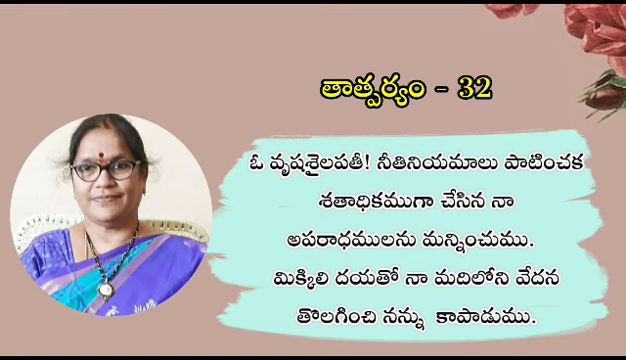 తాత్పర్యం - 32
ఓ వృషశైలపతీ! నీతినియమాలు పాటించక
శతాధికముగా చేసిన నా
అపరాధములను మన్నించుము.
మిక్కిలి దయతో నా మదిలోని వేదన
తొలగించి నన్ను కాపాడుము.